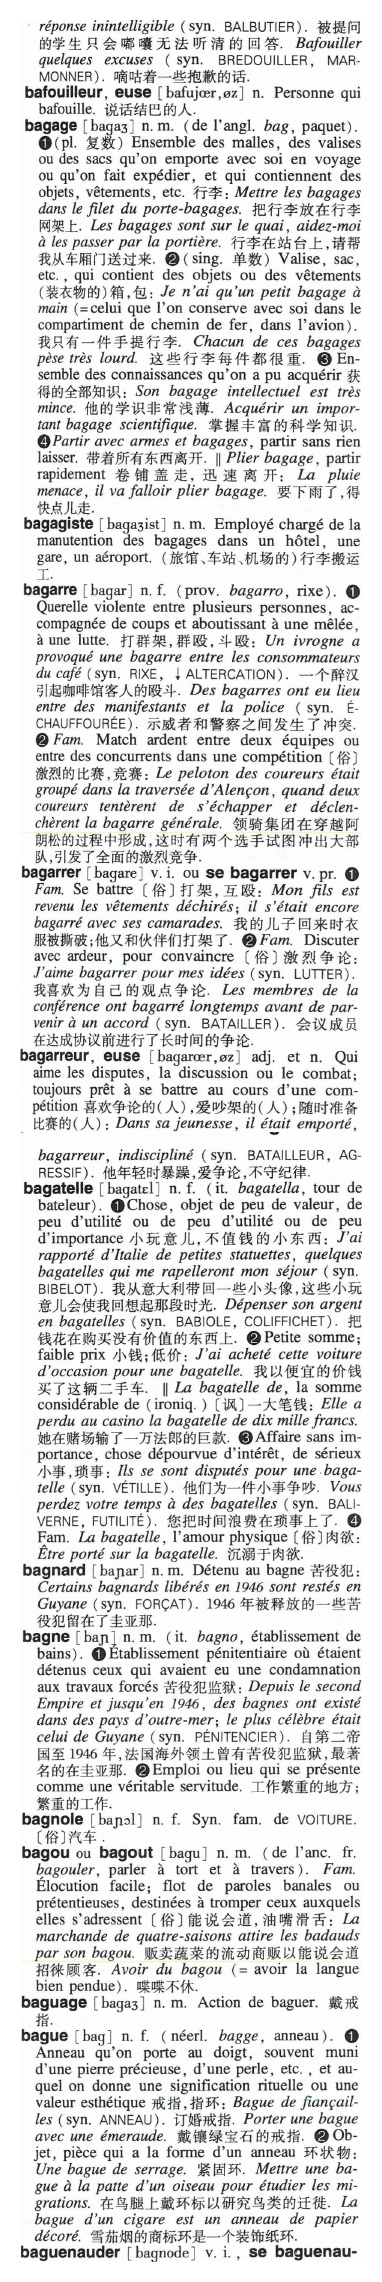 réponse inintelligible (syn. BALBUTIER). 被提问
的学生只会嘟囔无法听清的回答. Bafouiller
quelques excuses ( syn. BREDOUILLER, MAR-
MONNER). 嘀咕着一些抱歉的话.
bafouilleur, euse [bafujœr,øz] n. Personne qui
bafouille. 说话结巴的人.
bagage [bagaʒ] n. m. (de l'angl. bag, paquet).
❶(pl. 复数) Ensemble des malles, des valises
ou des sacs qu'on emporte avec soi en voyage
ou qu'on fait expédier, et qui contiennent des
objets, vêtements, etc. 行李: Mettre les bagages
dans le filet du porte-bagages. 把行李放在行李
网架上. Les bagages sont sur le quai, aidez-moi
à les passer par la portière. 行李在站台上,请帮
我从车厢门送过来. ❷(sing. 单数) Valise, sac,
etc., qui contient des objets ou des vêtements
(装衣物的)箱,包: Je n'ai qu'un petit bagage à
main (=celui que l'on conserve avec soi dans le
compartiment de chemin de fer, dans l'avion).
我只有一件手提行李. Chacun de ces bagages
pèse très lourd. 这些行李每件都很重. ❸En-
semble des connaissances qu'on a pu acquérir 获
得的全部知识: Son bagage intellectuel est très
mince. 他的学识非常浅薄. Acquérir un impor-
tant bagage scientifique. 掌握丰富的科学知识.
❹Partir avec armes et bagages, partir sans rien
laisser. 带着所有东西离开. ‖ Plier bagage, partir
rapidement 卷铺盖走, 迅速离开: La pluie
menace, il va falloir plier bagage. 要下雨了,得
快点儿走.
bagagiste [bagaʒist] n. m. Employé chargé de la
manutention des bagages dans un hôtel, une
gare, un aéroport. (旅馆、车站、机场的)行李搬运
工.
bagarre [bagar] n. f. (prov. bagarro, rixe). ❶
Querelle violente entre plusieurs personnes, ac-
compagnée de coups et aboutissant à une mêlée,
à une lutte. 打群架,群殴,斗殴: Un ivrogne a
provoqué une bagarre entre les consommateurs
du café (syn. RIXE, ↓ALTERCATION). 一个醉汉
引起咖啡馆客人的殴斗. Des bagarres ont eu lieu
entre des manifestants et la police ( syn. É-
CHAUFFOURÉE). 示威者和警察之间发生了冲突.
❷Fam. Match ardent entre deux équipes ou
entre des concurrents dans une compétition〔俗〕
激烈的比赛,竞赛: Le peloton des coureurs était
groupé dans la traversée d'Alençon, quand deux
coureurs tentèrent de s'échapper et déclen-
chèrent la bagarre générale. 领骑集团在穿越阿
朗松的过程中形成,这时有两个选手试图冲出大部
队,引发了全面的激烈竞争.
bagarrer [bagare] v. i. ou se bagarrer v. pr. ❶
Fam. Se battre〔俗〕打架,互殴: Mon fils est
revenu les vêtements déchirés; il s'était encore
bagarré avec ses camarades. 我的儿子回来时衣
服被撕破;他又和伙伴们打架了. ❷Fam. Discuter
avec ardeur, pour convaincre〔俗〕激烈争论:
J'aime bagarrer pour mes idées (syn. LUTTER).
我喜欢为自己的观点争论. Les membres de la
conférence ont bagarré longtemps avant de par-
venir à un accord (syn. BATAILLER). 会议成员
在达成协议前进行了长时间的争论.
bagarreur, euse [bagarœr,øz] adj. et n. Qui
aime les disputes, la discussion ou le combat;
toujours prêt à se battre au cours d'une com-
pétition 喜欢争论的(人),爱吵架的(人);随时准备
比赛的(人): Dans sa jeunesse, il était emporté,
bagarreur, indiscipliné (syn. BATAILLEUR, AG-
RESSIF). 他年轻时暴躁,爱争论,不守纪律.
bagatelle [bagatɛl] n. f. (it. bagatella, tour de
bateleur). ❶Chose, objet de peu de valeur, de
peu d'utilité ou de peu d'utilité ou de peu
d'importance 小玩意儿,不值钱的小东西: J'ai
rapporté d'Italie de petites statuettes, quelques
bagatelles qui me rapelleront mon séjour (syn.
BIBELOT). 我从意大利带回一些小头像,这些小玩
意儿会使我回想起那段时光. Dépenser son argent
en bagatelles (syn. BABIOLE, COLIFFICHET). 把
钱花在购买没有价值的东西上. ❷Petite somme;
faible prix 小钱;低价: J'ai acheté cette voiture
d'occasion pour une bagatelle. 我以便宜的价钱
买了这辆二手车. ‖ La bagatelle de, la somme
considérable de (ironiq.)〔讽〕一大笔钱: Elle a
perdu au casino la bagatelle de dix mille francs.
她在赌场输了一万法郎的巨款. ❸Affaire sans im-
portance, chose dépourvue d'intérêt, de sérieux
小事,琐事: Ils se sont disputés pour une baga-
telle (syn. VÉTILLE). 他们为一件小事争吵. Vous
perdez votre temps à des bagatelles (syn. BALI-
VERNE, FUTILITÉ). 您把时间浪费在琐事上了. ❹
Fam. La bagatelle, l'amour physique〔俗〕肉欲:
Être porté sur la bagatelle. 沉溺于肉欲.
bagnard [baɲar] n. m. Détenu au bagne 苦役犯:
Certains bagnards libérés en 1946 sont restés en
Guyane (syn. FORÇAT). 1946年被释放的一些苦
役犯留在了圭亚那.
bagne [baɲ] n. m. (it. bagno, établissement de
bains). ❶Établissement pénitentiaire où étaient
détenus ceux qui avaient eu une condamnation
aux travaux forcés 苦役犯监狱: Depuis le second
Empire et jusqu'en 1946, des bagnes ont existé
dans des pays d'outre-mer; le plus célèbre était
celui de Guyane (syn. PÉNITENCIER). 自第二帝
国至1946年,法国海外领土曾有苦役犯监狱,最著
名的在圭亚那. ❷Emploi ou lieu qui se présente
comme une véritable servitude. 工作繁重的地方;
繁重的工作.
bagnole [baɲɔl] n. f. Syn. fam. de VOITURE.
〔俗〕汽车.
bagou ou bagout [bagu] n. m. (de l'anc. fr.
bagouler, parler à tort et à travers). Fam.
Élocution facile; flot de paroles banales ou
prétentieuses, destinées à tromper ceux auxquels
elles s'adressent〔俗〕能说会道,油嘴滑舌: La
marchande de quatre-saisons attire les badauds
par son bagou. 贩卖蔬菜的流动商贩以能说会道
招徕顾客. Avoir du bagou (= avoir la langue
bien pendue). 喋喋不休.
baguage [bagaʒ] n. m. Action de baguer. 戴戒
指.
bague [bag] n. f. (néerl. bagge, anneau). ❶
Anneau qu'on porte au doigt, souvent muni
d'une pierre précieuse, d'une perle, etc., et au-
quel on donne une signification rituelle ou une
valeur esthétique 戒指,指环: Bague de fiançail-
les (syn. ANNEAU). 订婚戒指. Porter une bague
avec une émeraude. 戴镶绿宝石的戒指. ❷Ob-
jet, pièce qui a la forme d'un anneau 环状物:
Une bague de serrage. 紧固环. Mettre une ba-
gue à la patte d'un oiseau pour étudier les mi-
grations. 在鸟腿上戴环标以研究鸟类的迁徙. La
bague d'un cigare est un anneau de papier
décoré. 雪茄烟的商标环是一个装饰纸环.
baguenauder [bagnode] v. i., se baguenau-